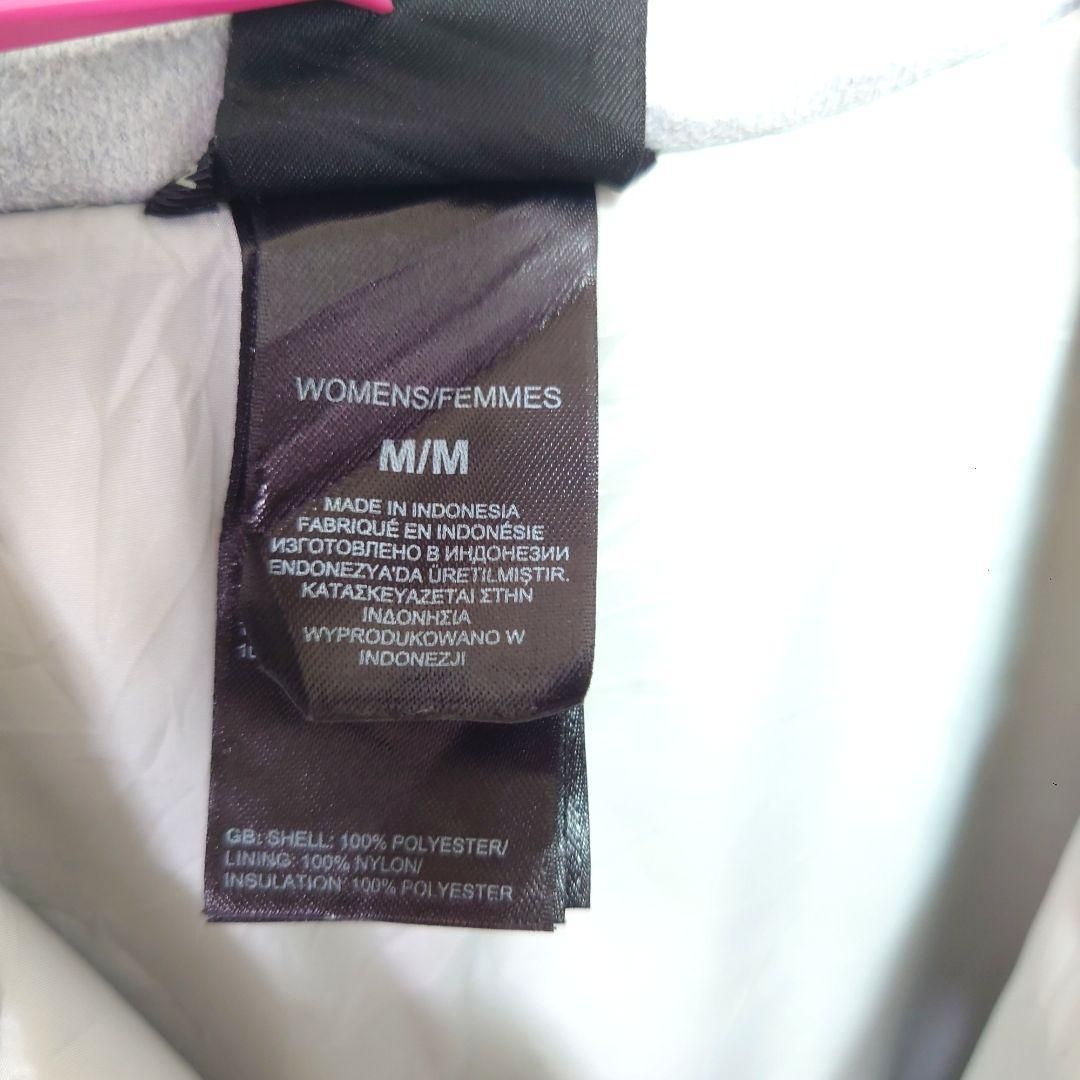 WOMENS/FEMMES
M/M
MADE IN INDONESIA
FABRIQUÉ EN INDONÉSIE
ИЗГОТОВЛЕНО В ИНДОНЕЗИИ
ENDONEZYA'DA ÜRETILMIŞTIR.
ΚΑΤΑΣΚΕΥΑΖΕΤΑΙ ΣΤΗΝ
ΙΝΔΟΝΗΣΙΑ
WYPRODUKOWANO W
INDONEZJI
GB: SHELL: 100% POLYESTER/
LINING: 100% NYLON/
INSULATION: 100% POLYESTER